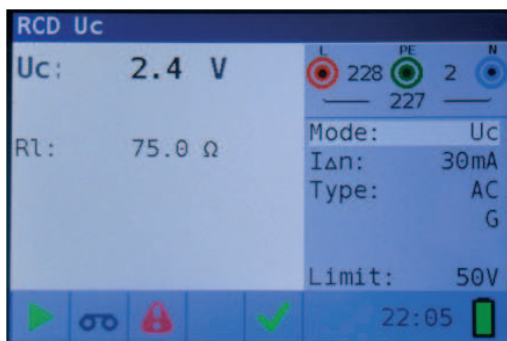 RCD Uc
Uc: 2.4 V
Rl: 75.0 Ω
L PE N
228 2
227
Mode: Uc
I∆n: 30mA
Type: AC
G
Limit: 50V
22:05